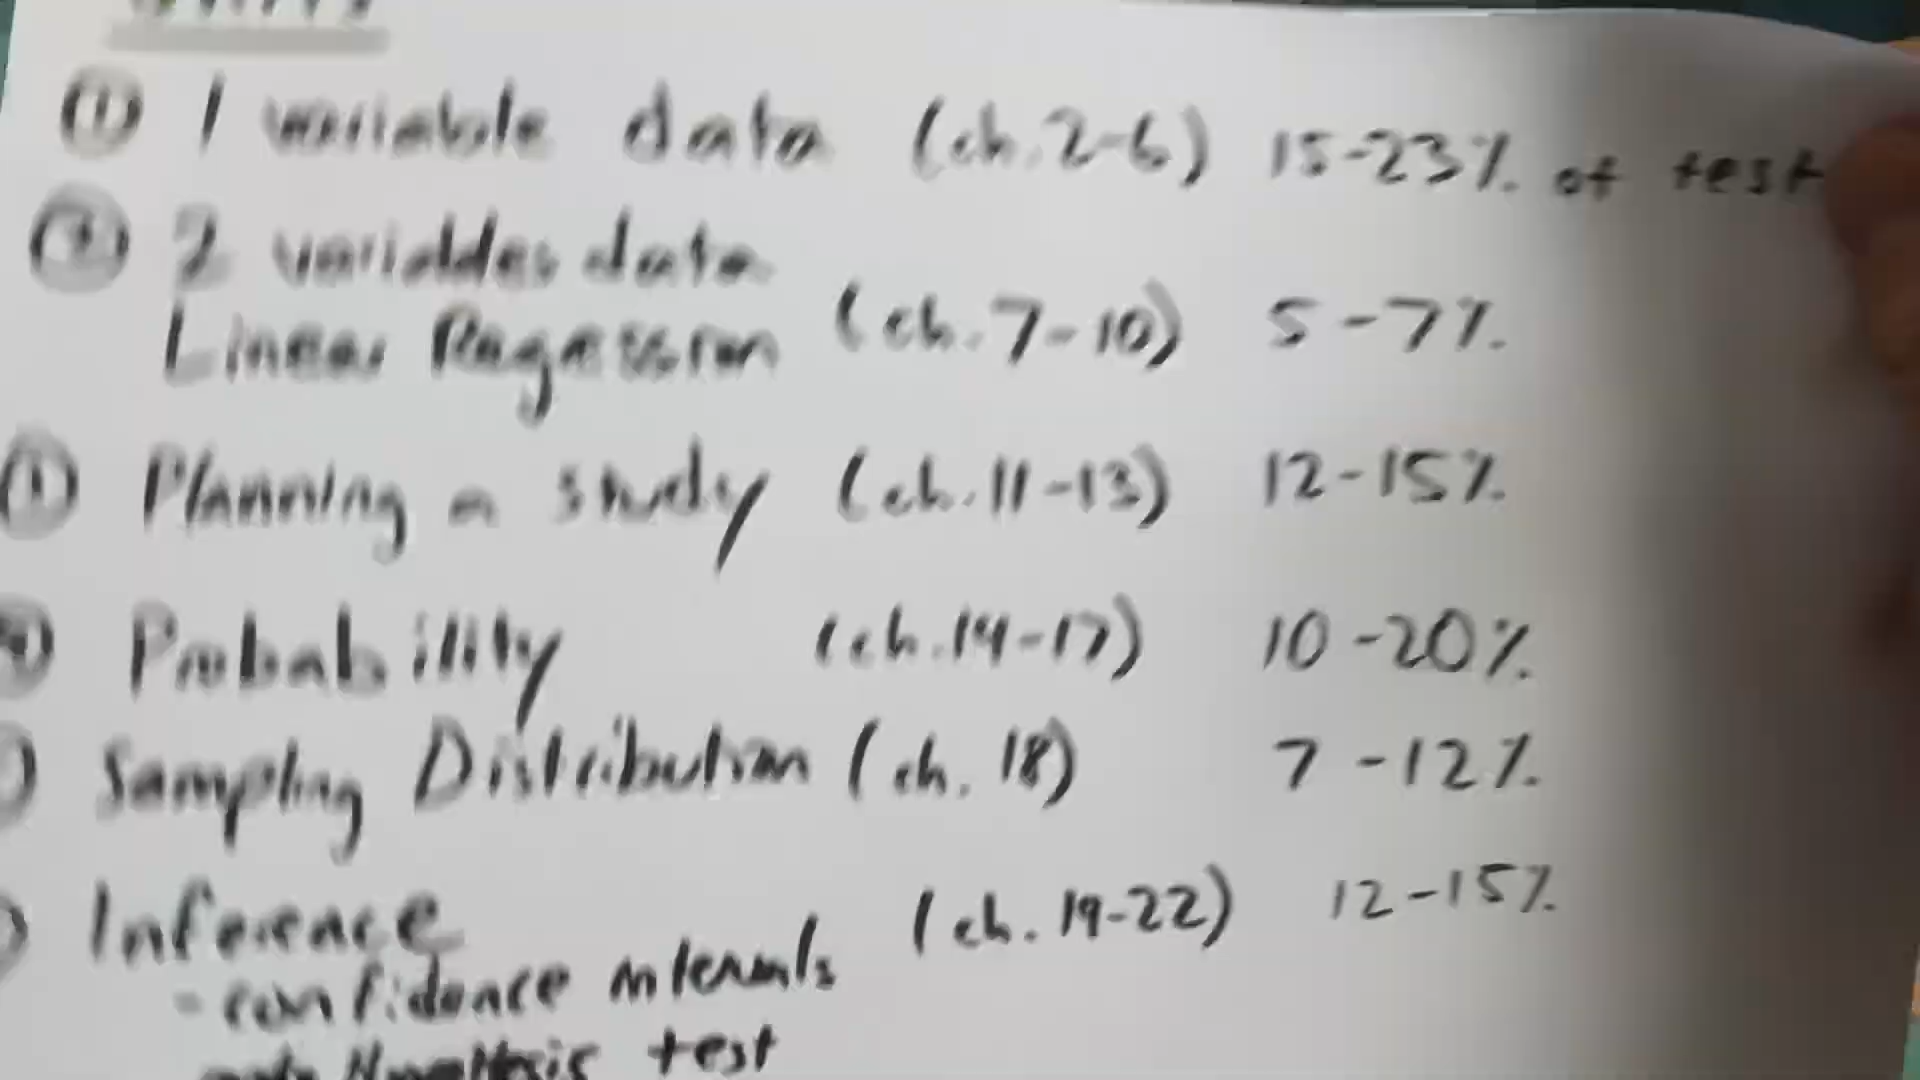 ① 1 variable data (ch. 2-6) 15-23% of test
② 2 variables data
Linear Regression (ch. 7-10) 5-7%
Planning a study (ch. 11-13) 12-15%
Probability (ch. 14-17) 10-20%
Sampling Distribution (ch. 18) 7-12%
Inference (ch. 19-22) 12-15%
- confidence intervals
test